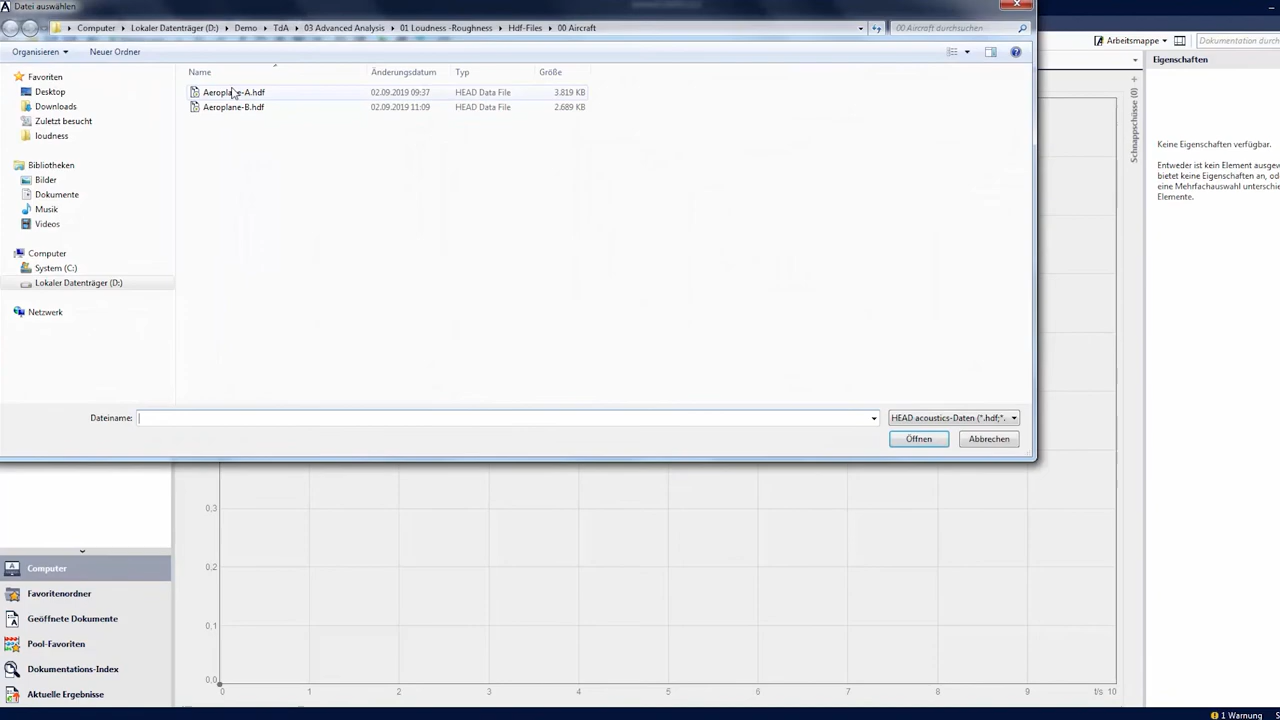 Datei auswählen
Computer Lokaler Datenträger (D:) Demo TdA 03 Advanced Analysis 01 Loudness -Roughness Hdf-Files 00 Aircraft
00 Aircraft durchsuchen
Organisieren Neuer Ordner
Arbeitsmappe
Dokumentation durch
Eigenschaften
Name Änderungsdatum Typ Größe
Favoriten
Desktop
Downloads
Zuletzt besucht
loudness
Bibliotheken
Bilder
Dokumente
Musik
Videos
Computer
System (C:)
Lokaler Datenträger (D:)
Netzwerk
Aeroplane-A.hdf 02.09.2019 09:37 HEAD Data File 3.819 KB
Aeroplane-B.hdf 02.09.2019 11:09 HEAD Data File 2.689 KB
Schnappschüsse (0)
Keine Eigenschaften verfügbar.
Entweder ist kein Element ausgew
bietet keine Eigenschaften an, od
eine Mehrfachauswahl unterschie
Elemente.
Dateiname:
HEAD acoustics-Daten (*.hdf;*.
Öffnen Abbrechen
0,3
0,2
0,1
0,0
0 1 2 3 4 5 6 7 8 9 t/s 10
Computer
Favoritenordner
Geöffnete Dokumente
Pool-Favoriten
Dokumentations-Index
Aktuelle Ergebnisse
1 Warnung S